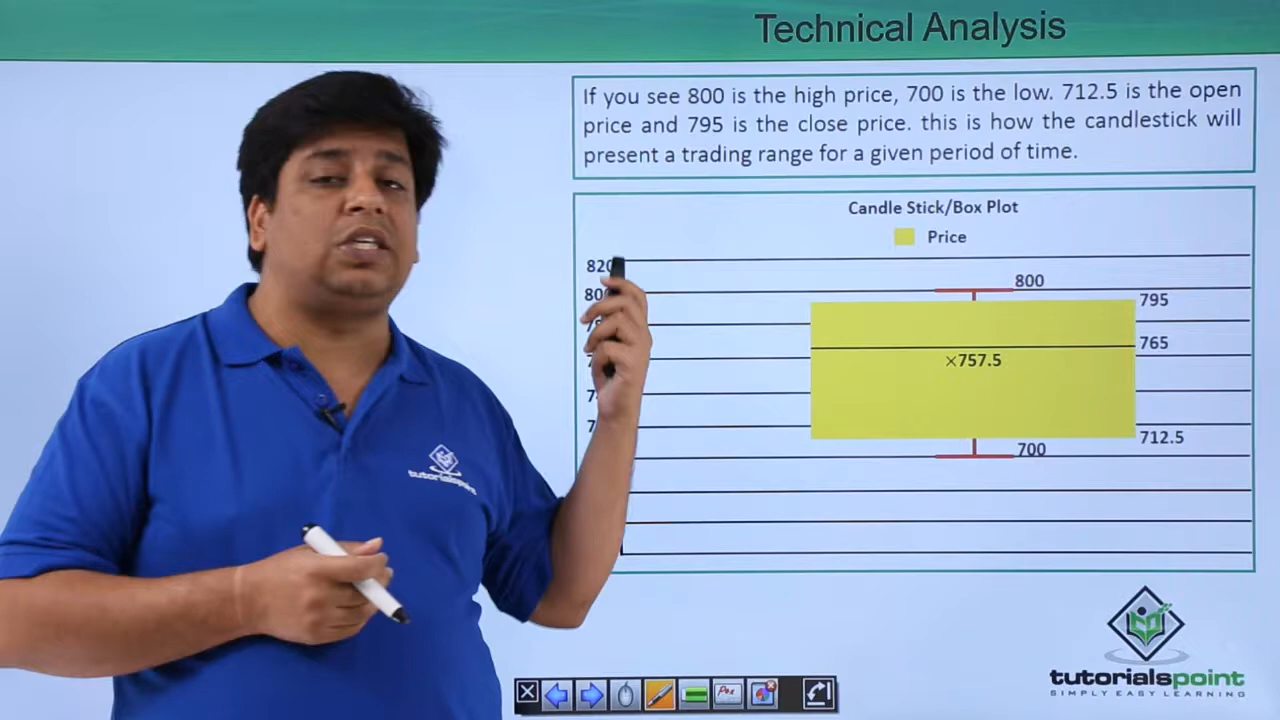 Technical Analysis
If you see 800 is the high price, 700 is the low. 712.5 is the open
price and 795 is the close price. this is how the candlestick will
present a trading range for a given period of time.
Candle Stick/Box Plot
Price
820
800
795
765
×757.5
712.5
700
tutorialspoint
tutorialspoint
SIMPLY EASY LEARNING
Pen